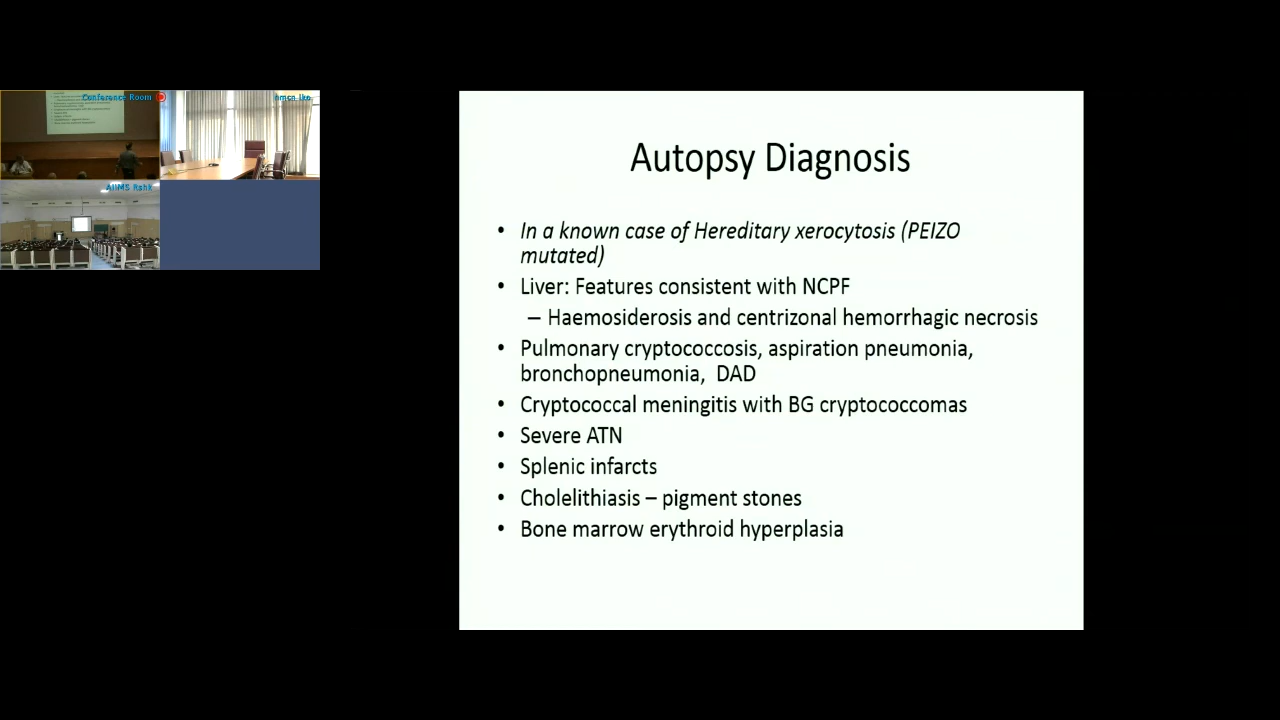 Conference Room
hmcp lko
AIIMS Rshk
Autopsy Diagnosis
• In a known case of Hereditary xerocytosis (PEIZO
mutated)
• Liver: Features consistent with NCPF
– Haemosiderosis and centrizonal hemorrhagic necrosis
• Pulmonary cryptococcosis, aspiration pneumonia,
bronchopneumonia, DAD
• Cryptococcal meningitis with BG cryptococcomas
• Severe ATN
• Splenic infarcts
• Cholelithiasis – pigment stones
• Bone marrow erythroid hyperplasia